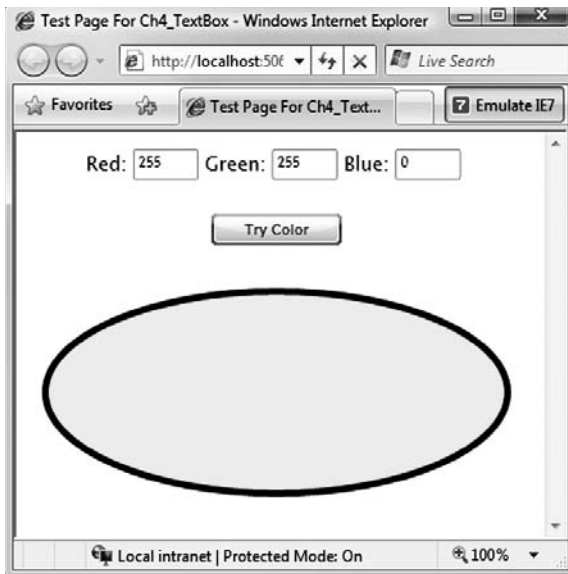 Test Page For Ch4_TextBox - Windows Internet Explorer
http://localhost:506
Live Search
Favorites
Test Page For Ch4_Text...
Emulate IE7
Red: 255 Green: 255 Blue: 0
Try Color
Local intranet | Protected Mode: On
100%